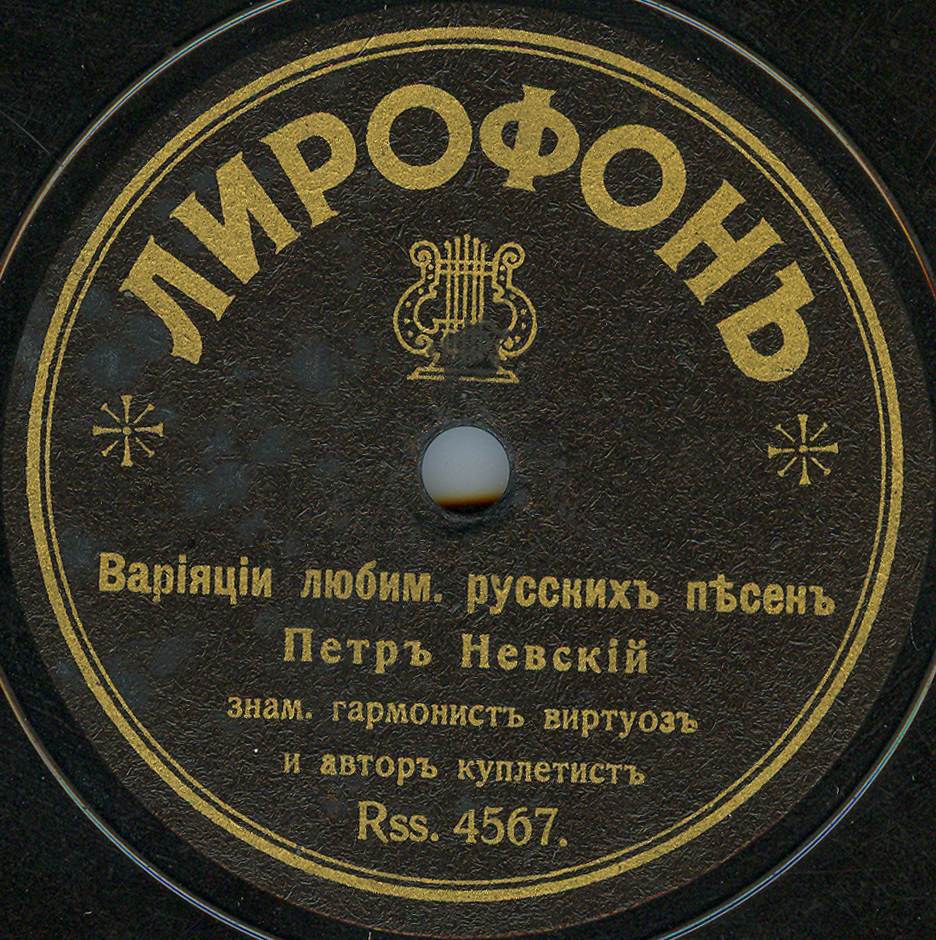 ЛИРОФОНЪ
Варіяціи любим. русскихъ пѣсенъ
Петръ Невскій
знам. гармонистъ виртуозъ
и авторъ куплетистъ
Rss. 4567.